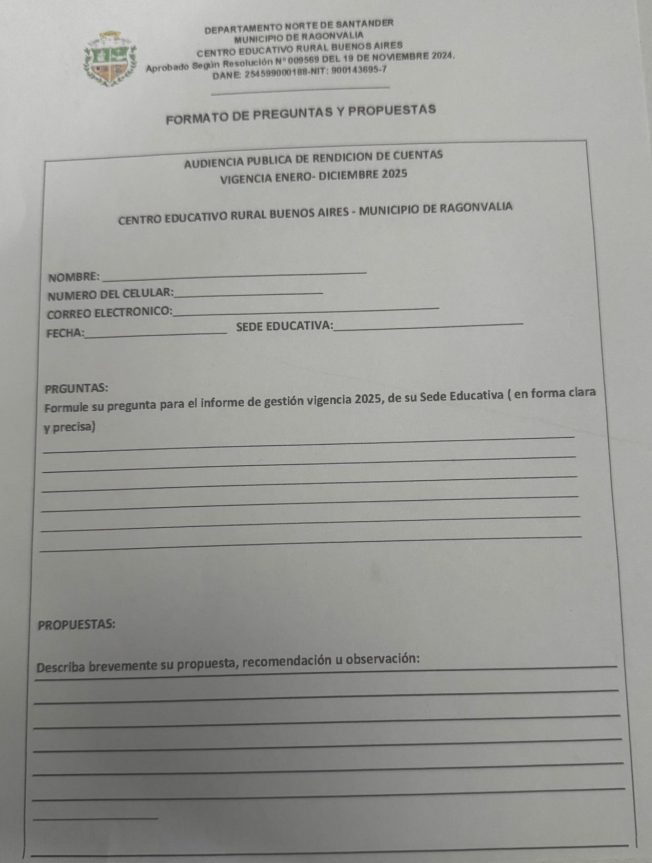 DEPARTAMENTO NORTE DE SANTANDER
MUNICIPIO DE RAGONVALIA
CENTRO EDUCATIVO RURAL BUENOS AIRES
Aprobado Según Resolución N° 009569 DEL 19 DE NOVIEMBRE 2024.
DANE: 254599000188-NIT: 900143695-7
FORMATO DE PREGUNTAS Y PROPUESTAS
AUDIENCIA PUBLICA DE RENDICION DE CUENTAS
VIGENCIA ENERO- DICIEMBRE 2025
CENTRO EDUCATIVO RURAL BUENOS AIRES - MUNICIPIO DE RAGONVALIA
NOMBRE:
NUMERO DEL CELULAR:
CORREO ELECTRONICO:
FECHA: SEDE EDUCATIVA:
PRGUNTAS:
Formule su pregunta para el informe de gestión vigencia 2025, de su Sede Educativa ( en forma clara
y precisa)
PROPUESTAS:
Describa brevemente su propuesta, recomendación u observación: